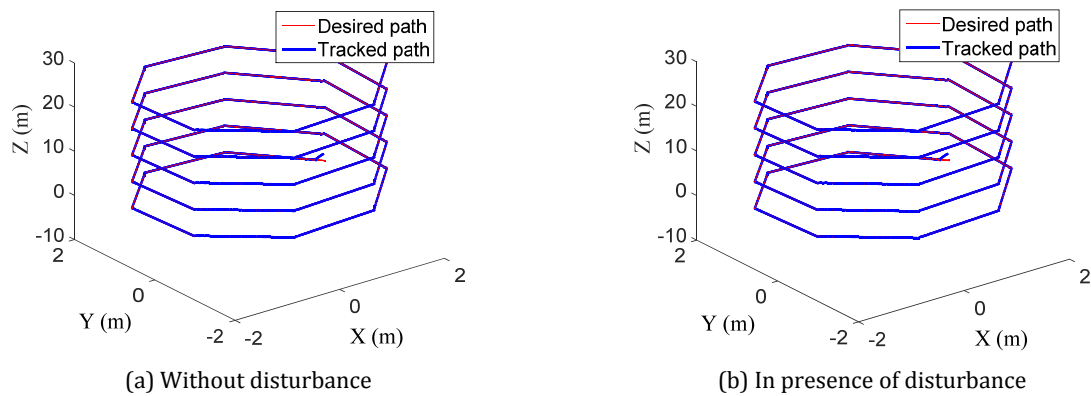 Desired path
Tracked path
30
20
10
0
-10
Z (m)
2
0
-2
Y (m)
-2
0
2
X (m)
(a) Without disturbance
Desired path
Tracked path
30
20
10
0
-10
Z (m)
2
0
-2
Y (m)
-2
0
2
X (m)
(b) In presence of disturbance